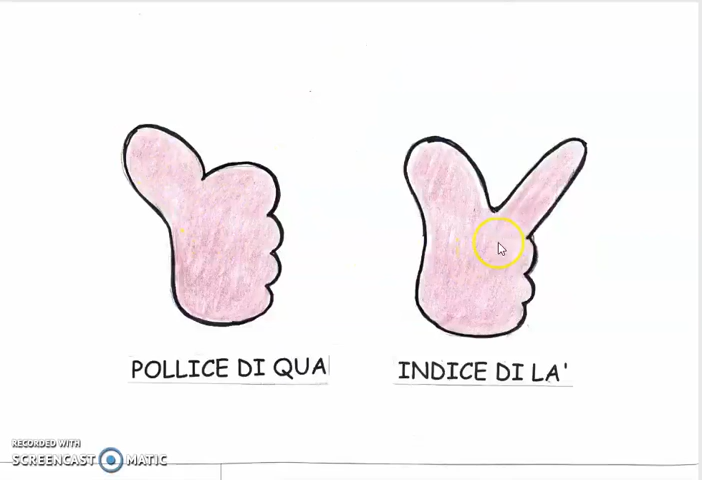 POLLICE DI QUA
INDICE DI LA'
RECORDED WITH
SCREENCAST MATIC